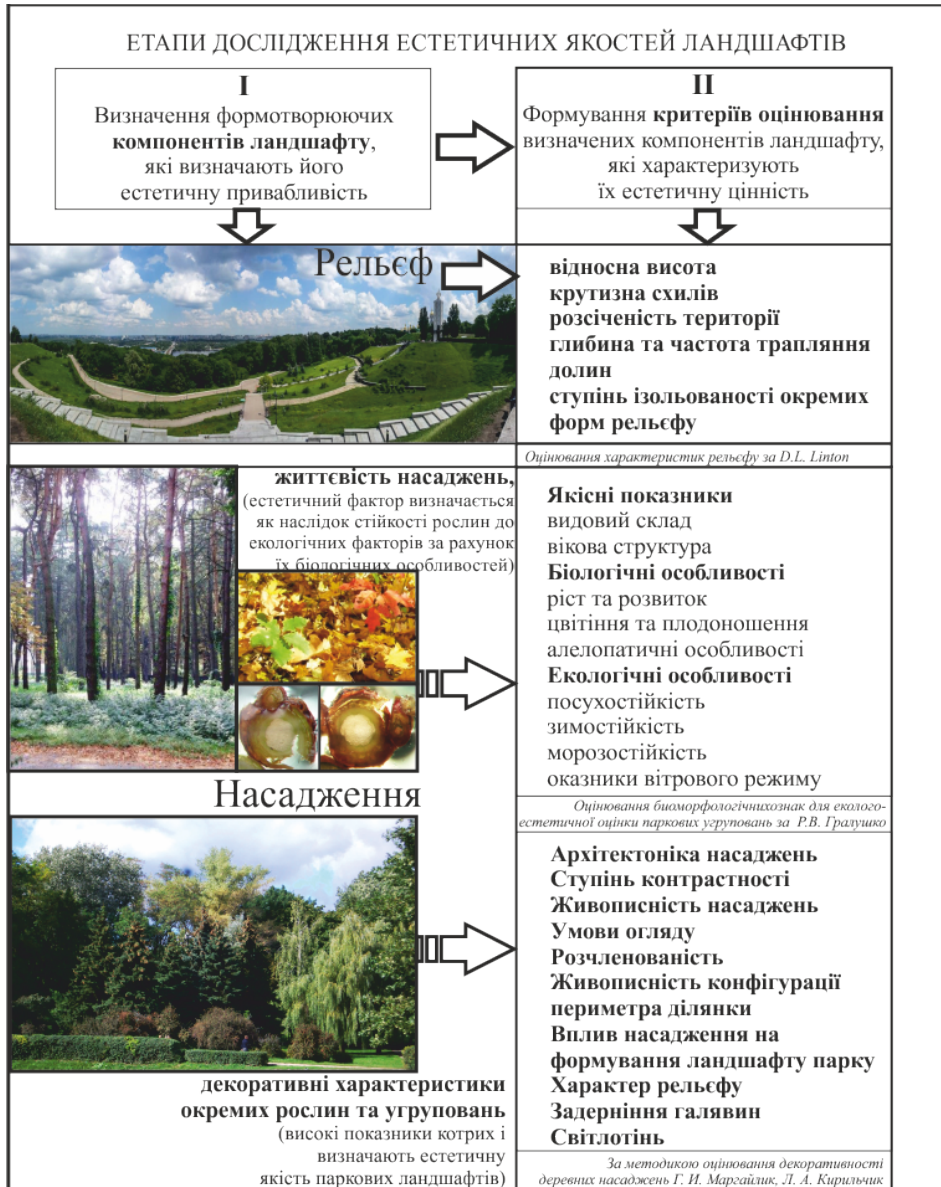 ЕТАПИ ДОСЛІДЖЕННЯ ЕСТЕТИЧНИХ ЯКОСТЕЙ ЛАНДШАФТІВ
I
Визначення формотворюючих
компонентів ландшафту,
які визначають його
естетичну привабливість
II
Формування критеріїв оцінювання
визначених компонентів ландшафту,
які характеризують
їх естетичну цінність
Рельєф
відносна висота
крутизна схилів
розсіченість території
глибина та частота трапляння
долин
ступінь ізольованості окремих
форм рельєфу
Оцінювання характеристик рельєфу за D.L. Linton
життєвість насаджень,
(естетичний фактор визначається
як наслідок стійкості рослин до
екологічних факторів за рахунок
їх біологічних особливостей)
Якісні показники
видовий склад
вікова структура
Біологічні особливості
ріст та розвиток
цвітіння та плодоношення
алелопатичні особливості
Екологічні особливості
посухостійкість
зимостійкість
морозостійкість
оказники вітрового режиму
Оцінювання биоморфологічнихознак для еколого-
естетичної оцінки паркових угруповань за Р.В. Гралушко
Насадження
Архітектоніка насаджень
Ступінь контрастності
Живописність насаджень
Умови огляду
Розчленованість
Живописність конфігурації
периметра ділянки
Вплив насадження на
формування ландшафту парку
Характер рельєфу
Задерніння галявин
Світлотінь
декоративні характеристики
окремих рослин та угруповань
(високі показники котрих і
визначають естетичну
якість паркових ландшафтів)
За методикою оцінювання декоративності
деревних насаджень Г. И. Маргайлик, Л. А. Кирильчик